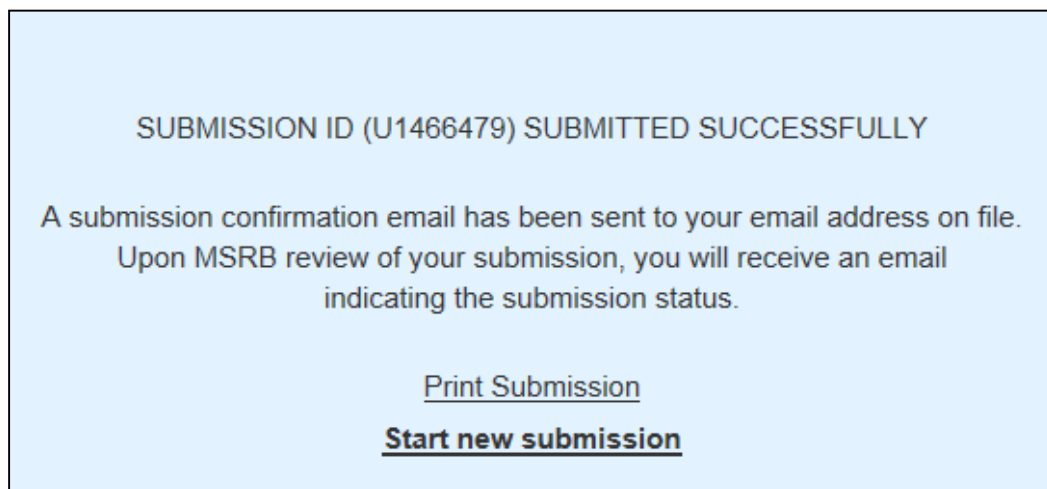 SUBMISSION ID (U1466479) SUBMITTED SUCCESSFULLY
A submission confirmation email has been sent to your email address on file.
Upon MSRB review of your submission, you will receive an email
indicating the submission status.
Print Submission
Start new submission